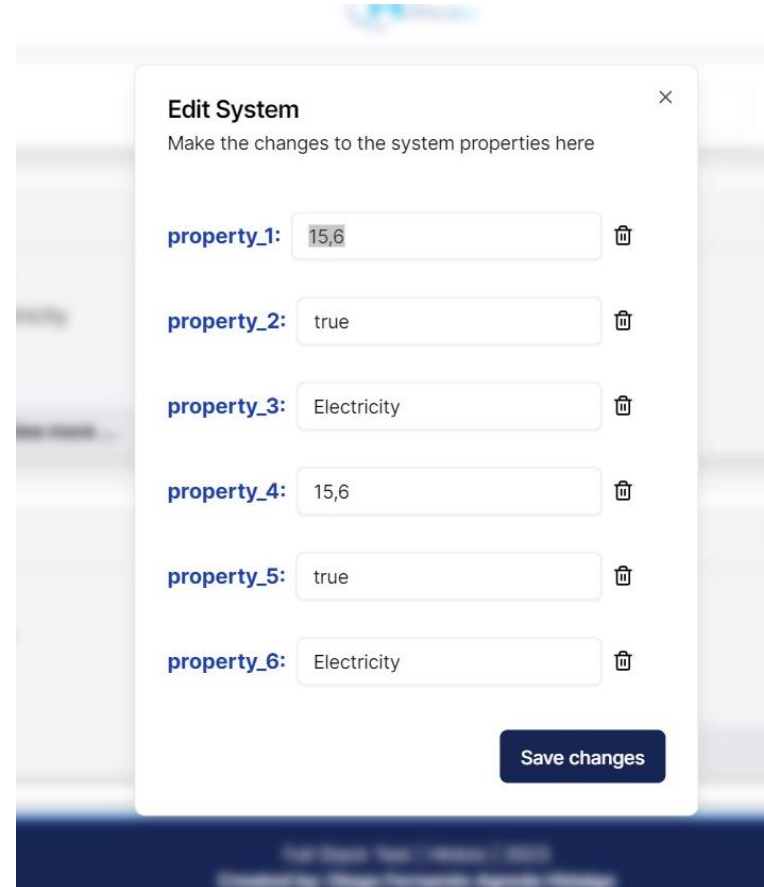 Edit System
Make the changes to the system properties here
property_1: 15,6
property_2: true
property_3: Electricity
property_4: 15,6
property_5: true
property_6: Electricity
Save changes